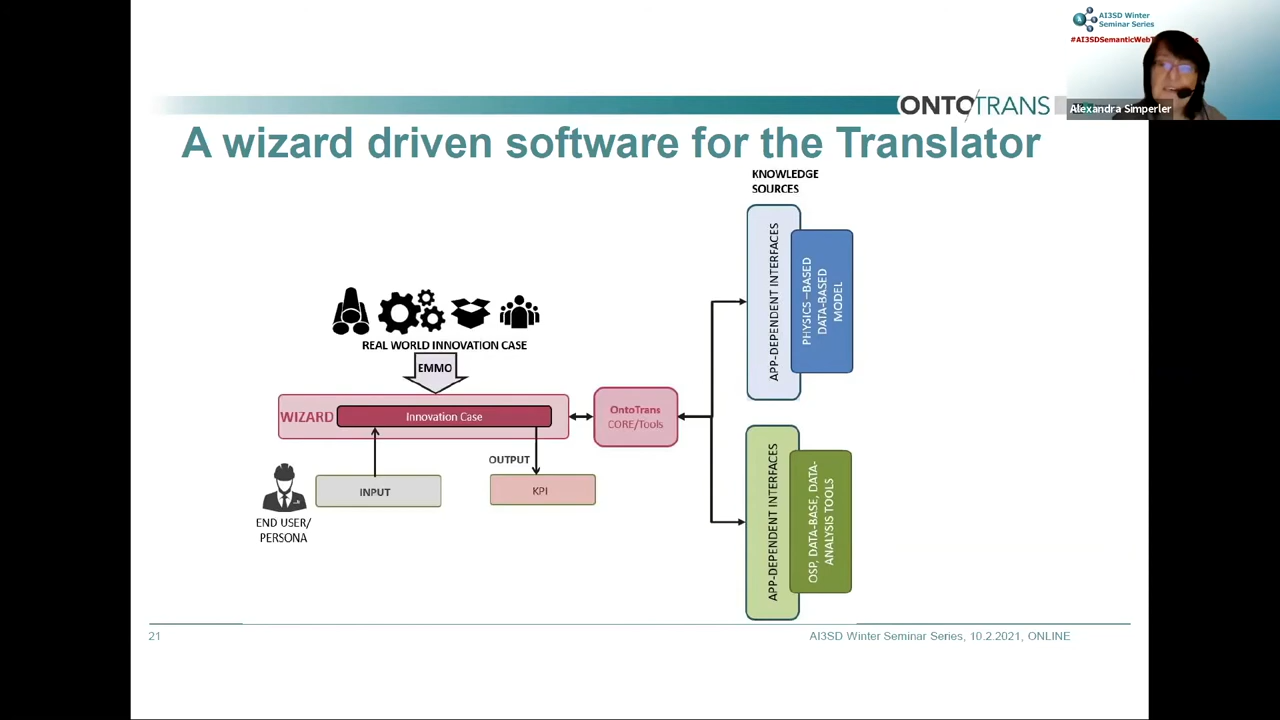 AI3SD Winter
Seminar Series
Alexandra Simperler
ONTOTRANS
A wizard driven software for the Translator
KNOWLEDGE
SOURCES
APP-DEPENDENT INTERFACES
PHYSICS –BASED
DATA-BASED
MODEL
REAL WORLD INNOVATION CASE
EMMO
WIZARD
Innovation Case
OntoTrans
CORE/Tools
OUTPUT
INPUT
KPI
END USER/
PERSONA
APP-DEPENDENT INTERFACES
OSP, DATA-BASE, DATA-
ANALYSIS TOOLS
21
AI3SD Winter Seminar Series, 10.2.2021, ONLINE